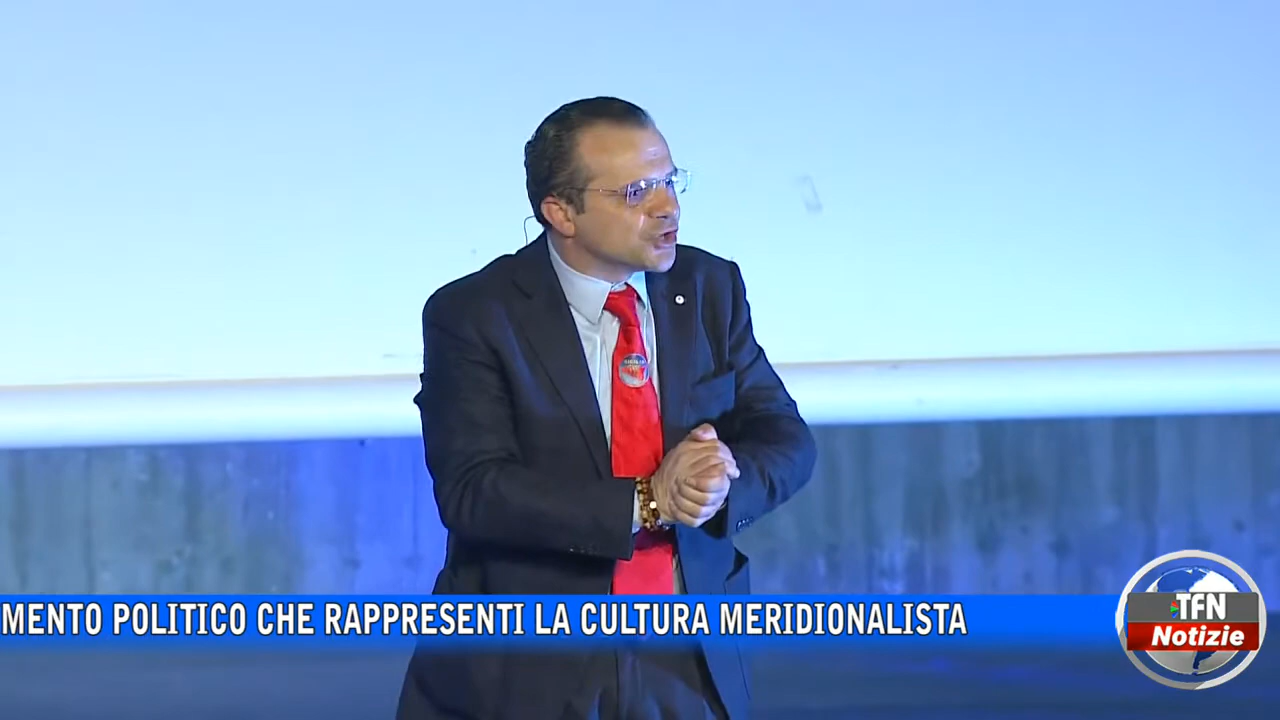 MENTO POLITICO CHE RAPPRESENTI LA CULTURA MERIDIONALISTA
TFN
Notizie